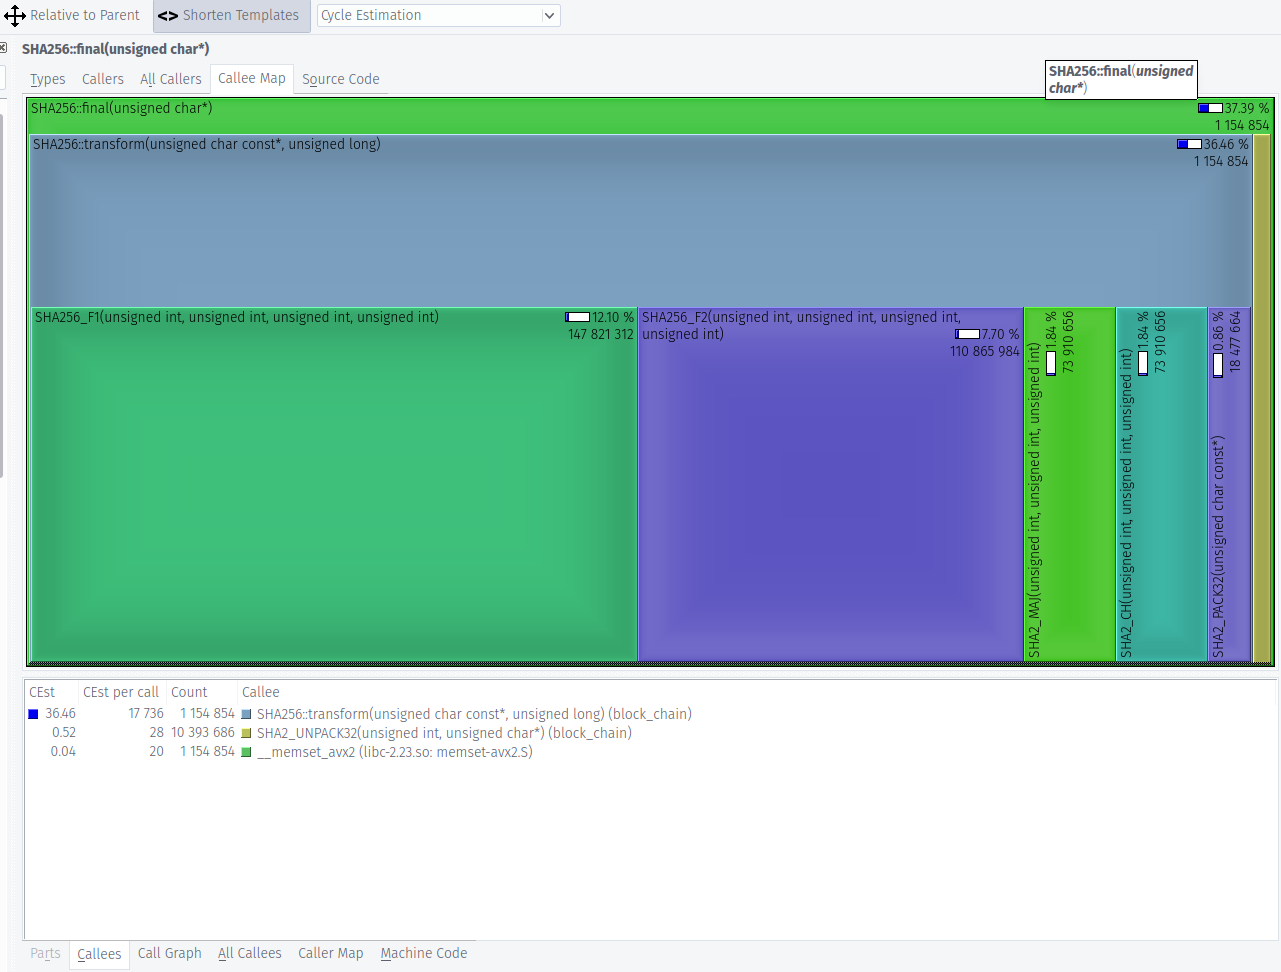 Relative to Parent
<> Shorten Templates
Cycle Estimation
SHA256::final(unsigned char*)
Types
Callers
All Callers
Callee Map
Source Code
SHA256::final(unsigned
char*)
SHA256::final(unsigned char*)
37.39 %
1 154 854
SHA256::transform(unsigned char const*, unsigned long)
36.46 %
1 154 854
SHA256_F1(unsigned int, unsigned int, unsigned int, unsigned int)
12.10 %
147 821 312
SHA256_F2(unsigned int, unsigned int, unsigned int,
unsigned int)
7.70 %
110 865 984
SHA2_MAJ(unsigned int, unsigned int, unsigned int)
1.84 %
73 910 656
SHA2_CH(unsigned int, unsigned int, unsigned int)
1.84 %
73 910 656
SHA2_PACK32(unsigned char const*)
0.86 %
18 477 664
CEst CEst per call Count Callee
36.46 17 736 1 154 854 SHA256::transform(unsigned char const*, unsigned long) (block_chain)
0.52 28 10 393 686 SHA2_UNPACK32(unsigned int, unsigned char*) (block_chain)
0.04 20 1 154 854 __memset_avx2 (libc-2.23.so: memset-avx2.S)
Parts
Callees
Call Graph
All Callees
Caller Map
Machine Code